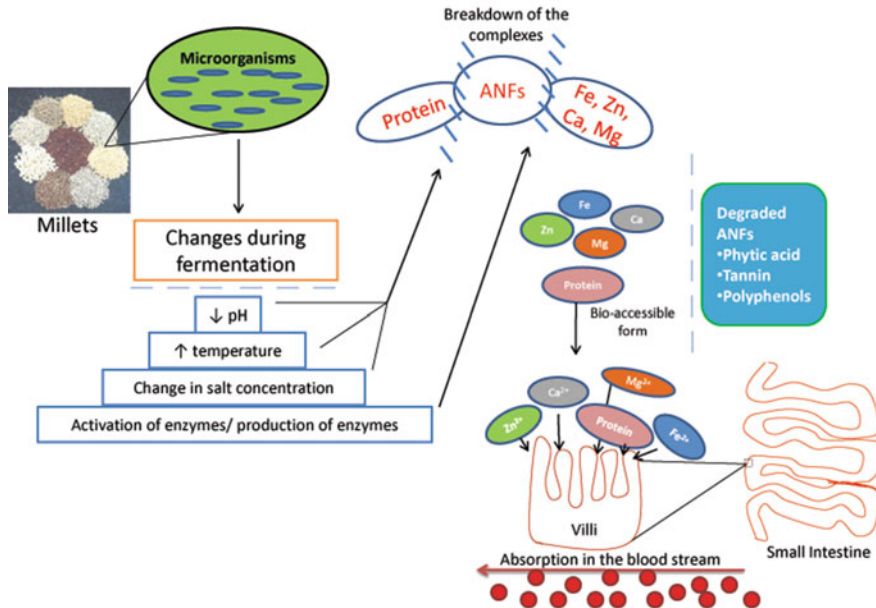 Microorganisms
Millets
Changes during
fermentation
↓ pH
↑ temperature
Change in salt concentration
Activation of enzymes/ production of enzymes
Breakdown of the
complexes
Protein
ANFs
Fe, Zn,
Ca, Mg
Fe
Ca
Zn
Mg
Protein
Bio-accessible
form
Degraded
ANFs
•Phytic acid
•Tannin
•Polyphenols
Ca²⁺
Mg²⁺
Zn²⁺
Protein
Fe²⁺
Villi
Small Intestine
Absorption in the blood stream